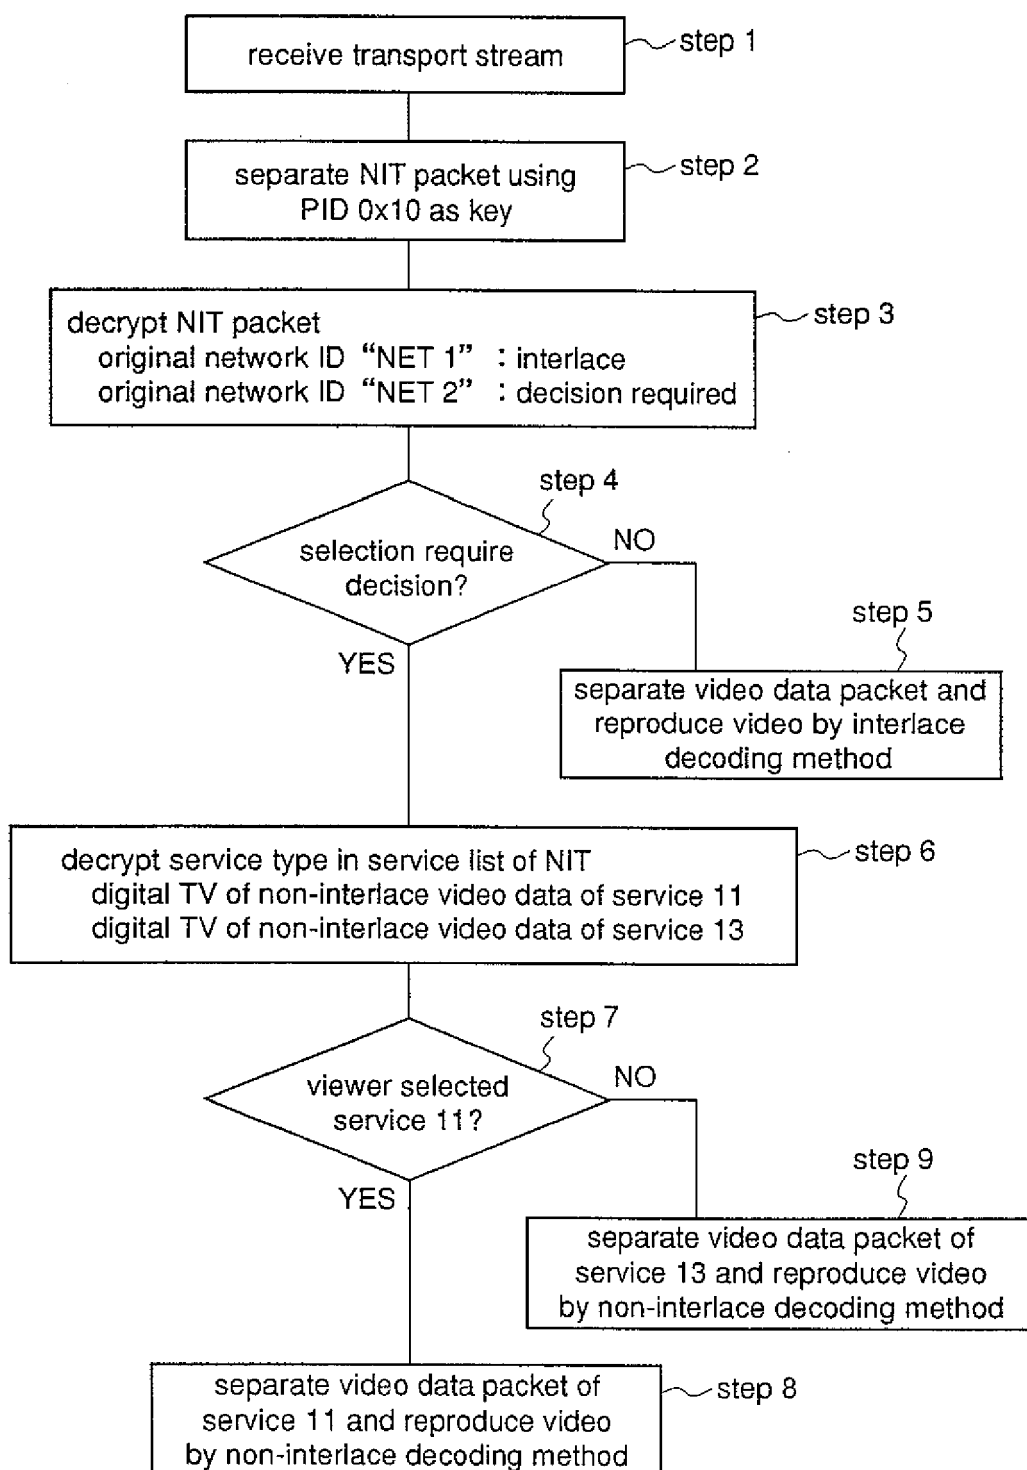 receive transport stream
step 1
separate NIT packet using
PID 0x10 as key
step 2
decrypt NIT packet
original network ID “NET 1” : interlace
original network ID “NET 2” : decision required
step 3
step 4
selection require
decision?
NO
YES
step 5
separate video data packet and
reproduce video by interlace
decoding method
decrypt service type in service list of NIT
digital TV of non-interlace video data of service 11
digital TV of non-interlace video data of service 13
step 6
step 7
viewer selected
service 11?
NO
YES
step 9
separate video data packet of
service 13 and reproduce video
by non-interlace decoding method
separate video data packet of
service 11 and reproduce video
by non-interlace decoding method
step 8